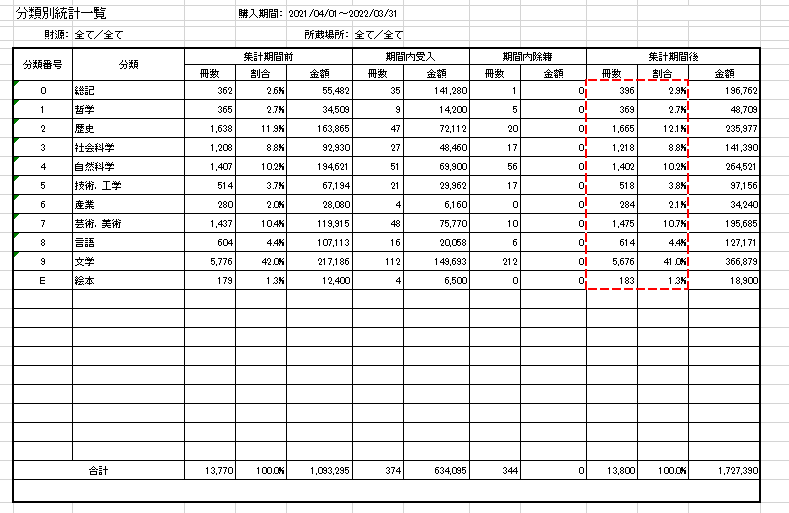 分類別統計一覧 購入期間: 2021/04/01～2022/03/31
財源: 全て/全て 所蔵場所: 全て/全て
分類番号 分類 集計期間前 期間内受入 期間内除籍 集計期間後
冊数 割合 金額 冊数 金額 冊数 金額 冊数 割合 金額
0 総記 362 2.6% 55,482 35 141,280 1 0 396 2.9% 196,762
1 哲学 365 2.7% 34,509 9 14,200 5 0 369 2.7% 48,709
2 歴史 1,638 11.9% 163,865 47 72,112 20 0 1,665 12.1% 235,977
3 社会科学 1,208 8.8% 92,930 27 48,460 17 0 1,218 8.8% 141,390
4 自然科学 1,407 10.2% 194,621 51 69,900 56 0 1,402 10.2% 264,521
5 技術．工学 514 3.7% 67,194 21 29,962 17 0 518 3.8% 97,156
6 産業 280 2.0% 28,080 4 6,160 0 0 284 2.1% 34,240
7 芸術．美術 1,437 10.4% 119,915 48 75,770 10 0 1,475 10.7% 195,685
8 言語 604 4.4% 107,113 16 20,058 6 0 614 4.4% 127,171
9 文学 5,776 42.0% 217,186 112 149,693 212 0 5,676 41.0% 366,879
E 絵本 179 1.3% 12,400 4 6,500 0 0 183 1.3% 18,900
合計 13,770 100.0% 1,093,295 374 634,095 344 0 13,800 100.0% 1,727,390